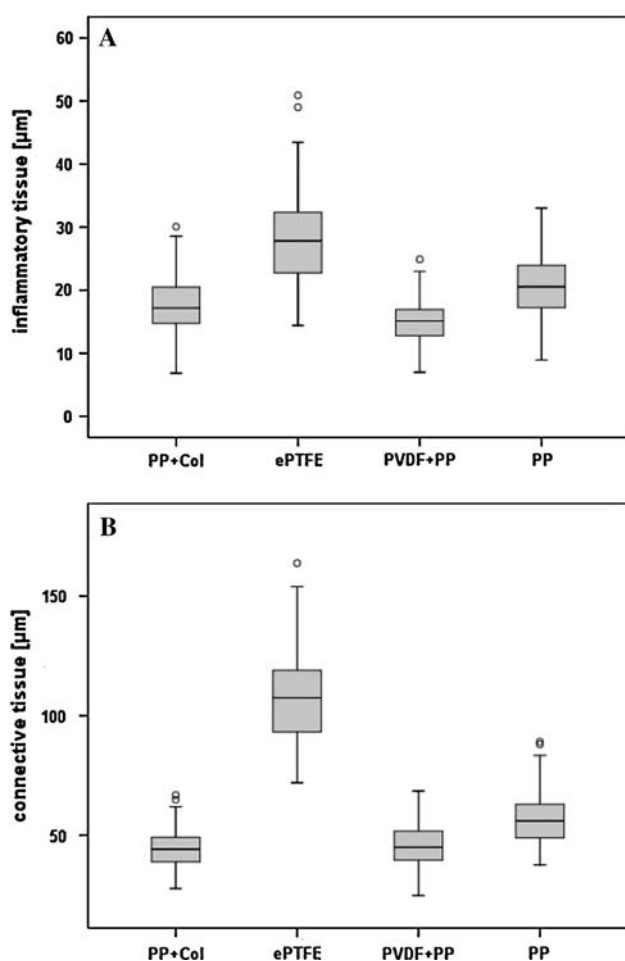 A
inflammatory tissue [µm]
60
50
40
30
20
10
0
PP+Col ePTFE PVDF+PP PP
B
connective tissue [µm]
150
100
50
PP+Col ePTFE PVDF+PP PP